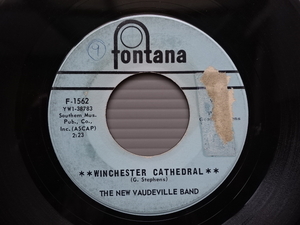 fontana
F-1562
YW1-38783
Southern Mus.
Pub. Co.,
Inc. (ASCAP)
2:23
**WINCHESTER CATHEDRAL**
(G. Stephens)
THE NEW VAUDEVILLE BAND